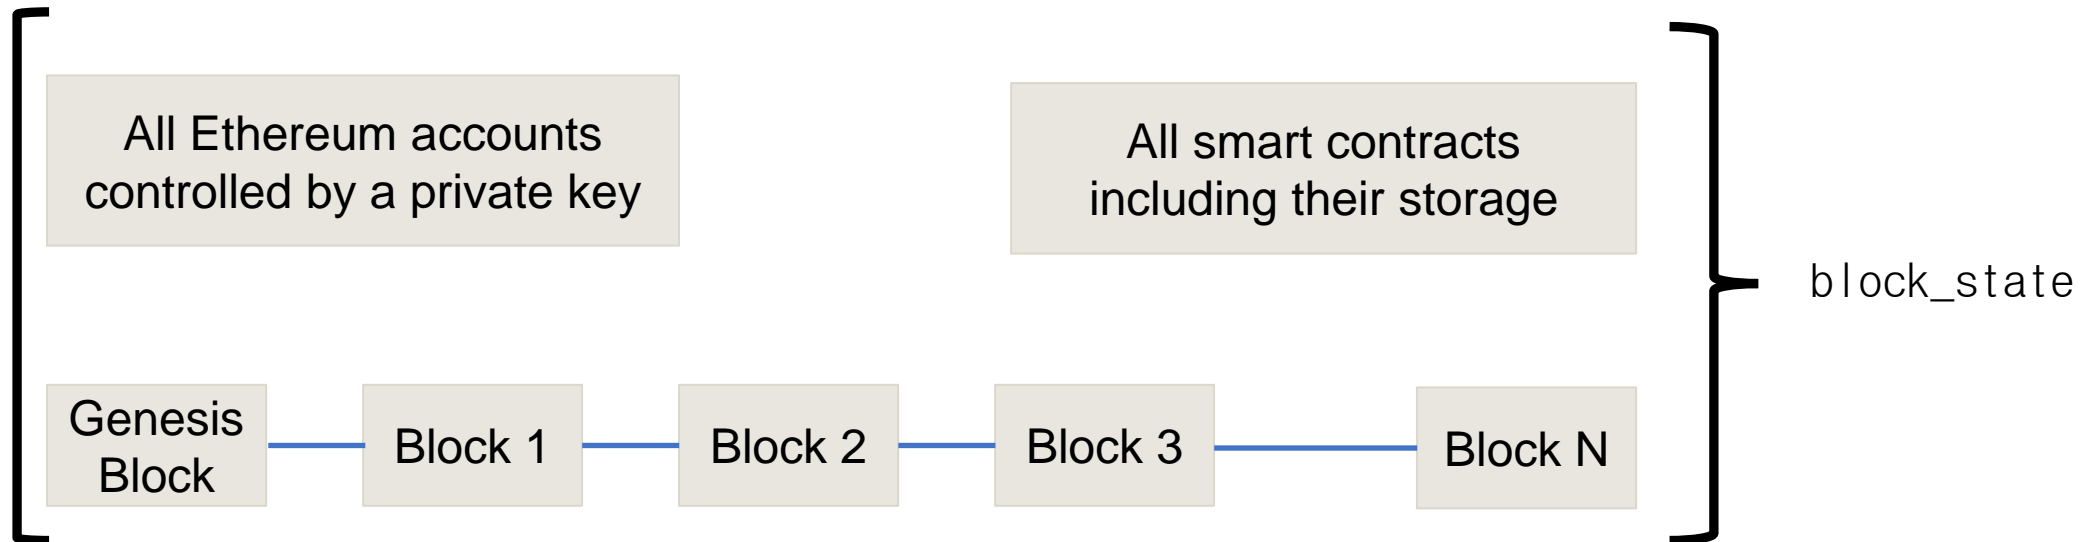 All Ethereum accounts
controlled by a private key
All smart contracts
including their storage
block_state
Genesis
Block
Block 1
Block 2
Block 3
Block N